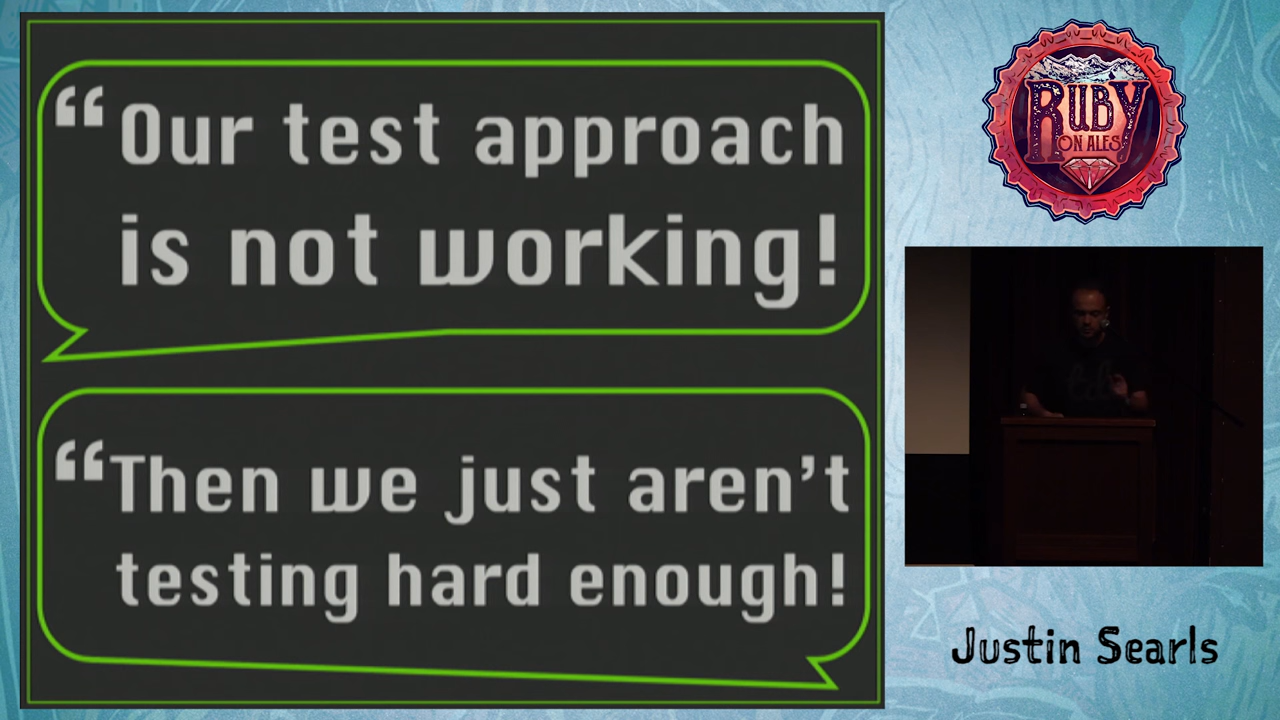 “Our test approach
is not working!
“Then we just aren’t
testing hard enough!
RUBY
ON ALES
Justin Searls